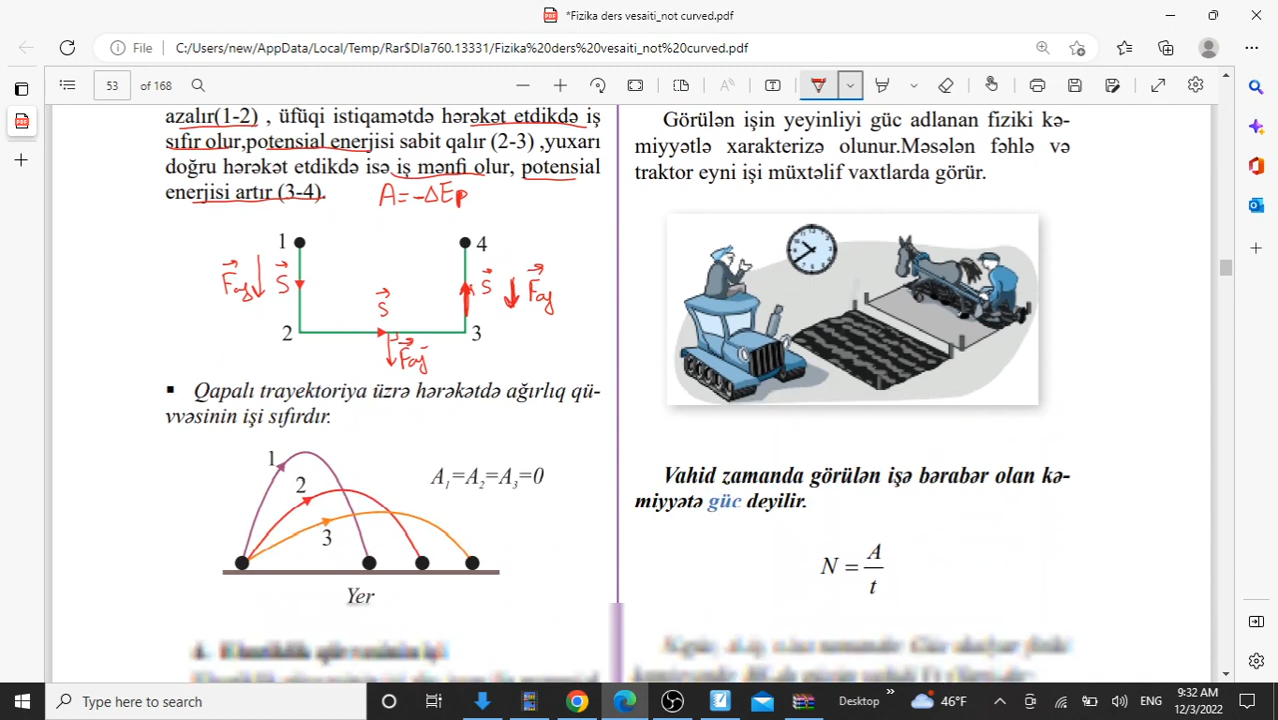 *Fizika ders vesaiti_not curved.pdf
File
C:/Users/new/AppData/Local/Temp/Rar$DIa760.13331/Fizika%20ders%20vesaiti_not%20curved.pdf
53 of 168
azalır(1-2) , üfüqi istiqamətdə hərəkət etdikdə iş
sıfır olur,potensial enerjisi sabit qalır (2-3) ,yuxarı
doğru hərəkət etdikdə isə iş mənfi olur, potensial
enerjisi artır (3-4).
A=-ΔEp
1
4
Fag
S
S
Fag
S
2
3
Fag
Qapalı trayektoriya üzrə hərəkətdə ağırlıq qü-
vvəsinin işi sıfırdır.
1
2
3
A₁=A₂=A₃=0
Yer
Görülən işin yeyinliyi güc adlanan fiziki kə-
miyyətlə xarakterizə olunur.Məsələn fəhlə və
traktor eyni işi müxtəlif vaxtlarda görür.
Vahid zamanda görülən işə bərabər olan kə-
miyyətə güc deyilir.
N = A/t
Type here to search
Desktop
46°F
ENG
9:32 AM
12/3/2022